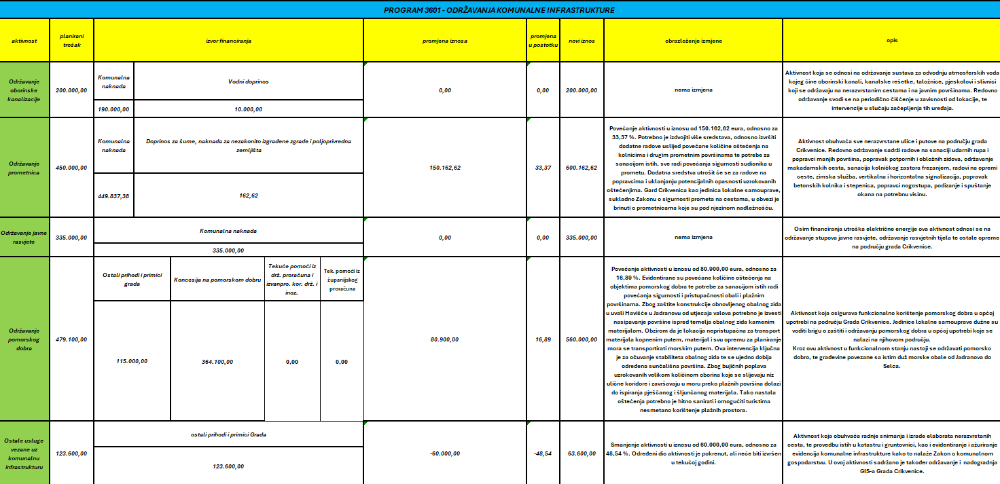 PROGRAM 3601 - ODRŽAVANJA KOMUNALNE INFRASTRUKTURE
aktivnost
planirani
trošak
izvor financiranja
promjena iznosa
promjena
u postotku
novi iznos
obrazloženje izmjene
opis
Održavanje
oborinske
kanalizacije
200.000,00
Komunalna
naknada
Vodni doprinos
190.000,00
10.000,00
0,00
0,00
200.000,00
nema izmjena
Aktivnost koja se odnosi na održavanje sustava za odvodnju atmosferskih voda
kojeg čine oborinski kanali, kanalske rešetke, taložnice, pjeskolovi i slivnici
koji se održavaju na nerazvrstanim cestama i na javnim površinama. Redovno
održavanje svodi se na periodično čišćenje u zavisnosti od lokacije, te
intervencije u slučaju začepljenja tih uređaja.
Održavanje
prometnica
450.000,00
Komunalna
naknada
Doprinos za šume, naknada za nezakonito izgrađene zgrade i poljoprivredna
zemljišta
449.837,38
162,62
150.162,62
33,37
600.162,62
Povećanje aktivnosti u iznosu od 150.162,62 eura, odnosno za
33,37 %. Potrebno je izdvojiti više sredstava, odnosno izvršiti
dodatne radove uslijed povećane količine oštećenja na
kolnicima i drugim prometnim površinama te potrebe za
sanacijom istih, sve radi povećanja sigurnosti sudionika u
prometu. Dodatna sredstva utrošit će se za radove na
popravcima i uklanjanju potencijalnih opasnosti uzrokovanih
oštećenjima. Gard Crikvenica kao jedinica lokalne samouprave,
sukladno Zakonu o sigurnosti prometa na cestama, u obvezi je
brinuti o prometnicama koje su pod njezinom nadležnošću.
Aktivnost obuhvaća sve nerazvrstane ulice i putove na području grada
Crikvenice. Redovno održavanje sadrži radove na sanaciji udarnih rupa i
popravci manjih površina, popravak potpornih i obložnih zidova, održavanje
makadamskih cesta, sanacija kolničkog zastora frezanjem, radovi na opremi
ceste, zimska služba, vertikalna i horizontalna signalizacija, popravak
betonskih kolnika i stepenica, popravci nogostupa, podizanje i spuštanje
okana na potrebnu visinu.
Održavanje javne
rasvjete
335.000,00
Komunalna naknada
335.000,00
0,00
0,00
335.000,00
nema izmjena
Osim financiranja utroška električne energije ova aktivnost odnosi se na
održavanje stupova javne rasvjete, održavanje rasvjetnih tijela te ostale opreme
na području grada Crikvenice.
Održavanje
pomorskog
dobra
479.100,00
Ostali prihodi i primici
grada
Koncesija na pomorskom dobru
Tekuće pomoći iz
drž. proračuna i
izvanpro. kor. drž. i
inoz.
Tek. pomoći iz
županijskog
proračuna
115.000,00
364.100,00
0,00
0,00
80.900,00
16,89
560.000,00
Povećanje aktivnosti u iznosu od 80.900,00 eura, odnosno za
16,89 %. Evidentirane su povećane količine oštećenja na
objektima pomorskog dobra te potrebe za sanacijom istih radi
povećanja sigurnosti i pristupačnosti obali i plažnim
površinama. Zbog zaštite konstrukcije obnovljenog obalnog zida
u uvali Havišće u Jadranovu od utjecaja valova potrebno je izvesti
nasipavanje površine ispred temelja obalnog zida kamenim
materijalom. Obzirom da je lokacija nepristupačna za transport
materijala kopnenim putem, materijal i svu opremu za planiranje
mora se transportirati morskim putem. Ova intervencija ključna
je za očuvanje stabiliteta obalnog zida te se ujedno dobija
određena sunčališna površina. Zbog bujičnih poplava
uzrokovanih velikom količinom oborina koje se slijevaju niz
ulične koridore i završavaju u moru preko plažnih površina dolazi
do ispiranja pješčanog i šljunčanog materijala. Tako nastala
oštećenja potrebno je hitno sanirati i omogućiti turistima
nesmetano korištenje plažnih prostora.
Aktivnost koja osigurava funkcionalno korištenje pomorskog dobra u općoj
upotrebi na području Grada Crikvenice. Jedinice lokalne samouprave dužne su
voditi brigu o zaštiti i održavanju pomorskog dobra u općoj upotrebi koje se
nalazi na njihovom području.
Kroz ovu aktivnost u funkcionalnom stanju nastoji se održavati pomorsko
dobro, te građevine povezane sa istim duž morske obale od Jadranova do
Selca.
Ostale usluge
vezane uz
komunalnu
infrastrukturu
123.600,00
ostali prihodi i primici Grada
123.600,00
-60.000,00
-48,54
63.600,00
Smanjenje aktivnosti u iznosu od 60.000,00 eura, odnosno za
48,54 %. Određeni dio aktivnosti je pokrenut, ali neće biti izvršen
u tekućoj godini.
Aktivnost koja obuhvaća radnje snimanja i izrade elaborata nerazvrstanih
cesta, te provedbu istih u katastru i gruntovnici, kao i evidentiranje i ažuriranje
evidencija komunalne infrastrukture kako to nalaže Zakon o komunalnom
gospodarstvu. U ovoj aktivnosti sadržano je također održavanje i nadogradnja
GIS-a Grada Crikvenice.